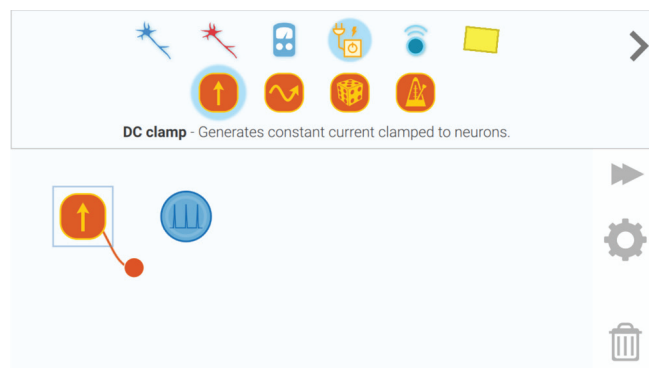 DC clamp - Generates constant current clamped to neurons.